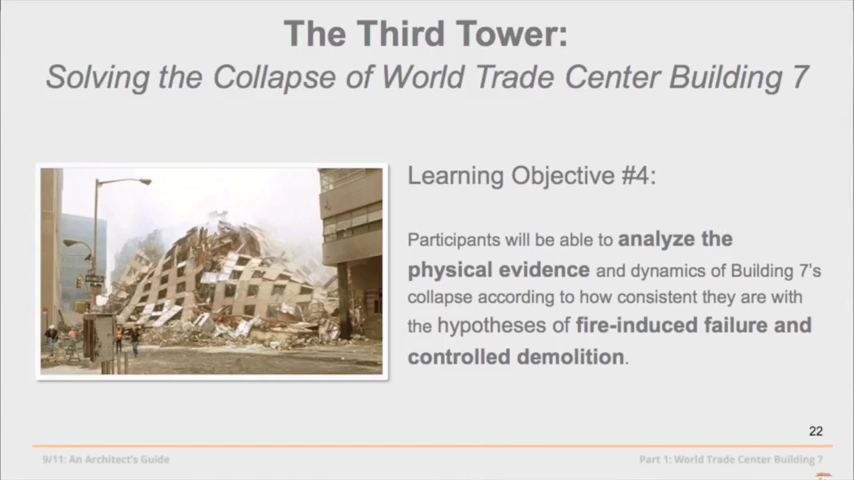 The Third Tower:
Solving the Collapse of World Trade Center Building 7
Learning Objective #4:
Participants will be able to analyze the
physical evidence and dynamics of Building 7's
collapse according to how consistent they are with
the hypotheses of fire-induced failure and
controlled demolition.
22
9/11: An Architect's Guide
Part 1: World Trade Center Building 7